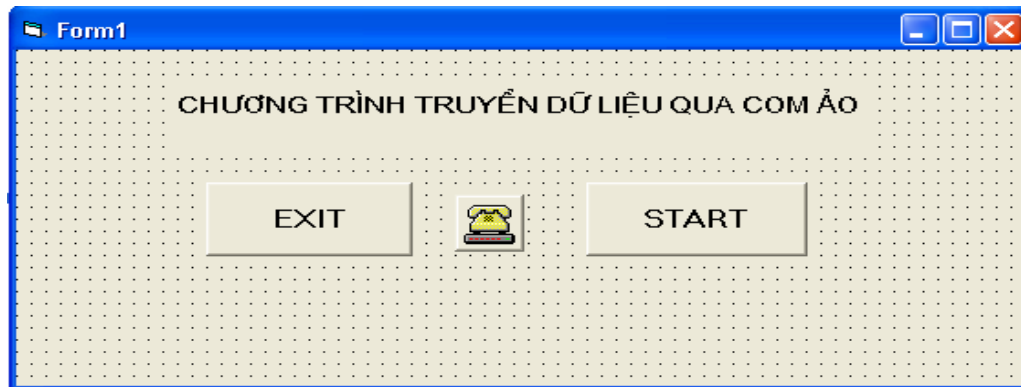 Form1
CHƯƠNG TRÌNH TRUYỀN DỮ LIỆU QUA COM ẢO
EXIT
START